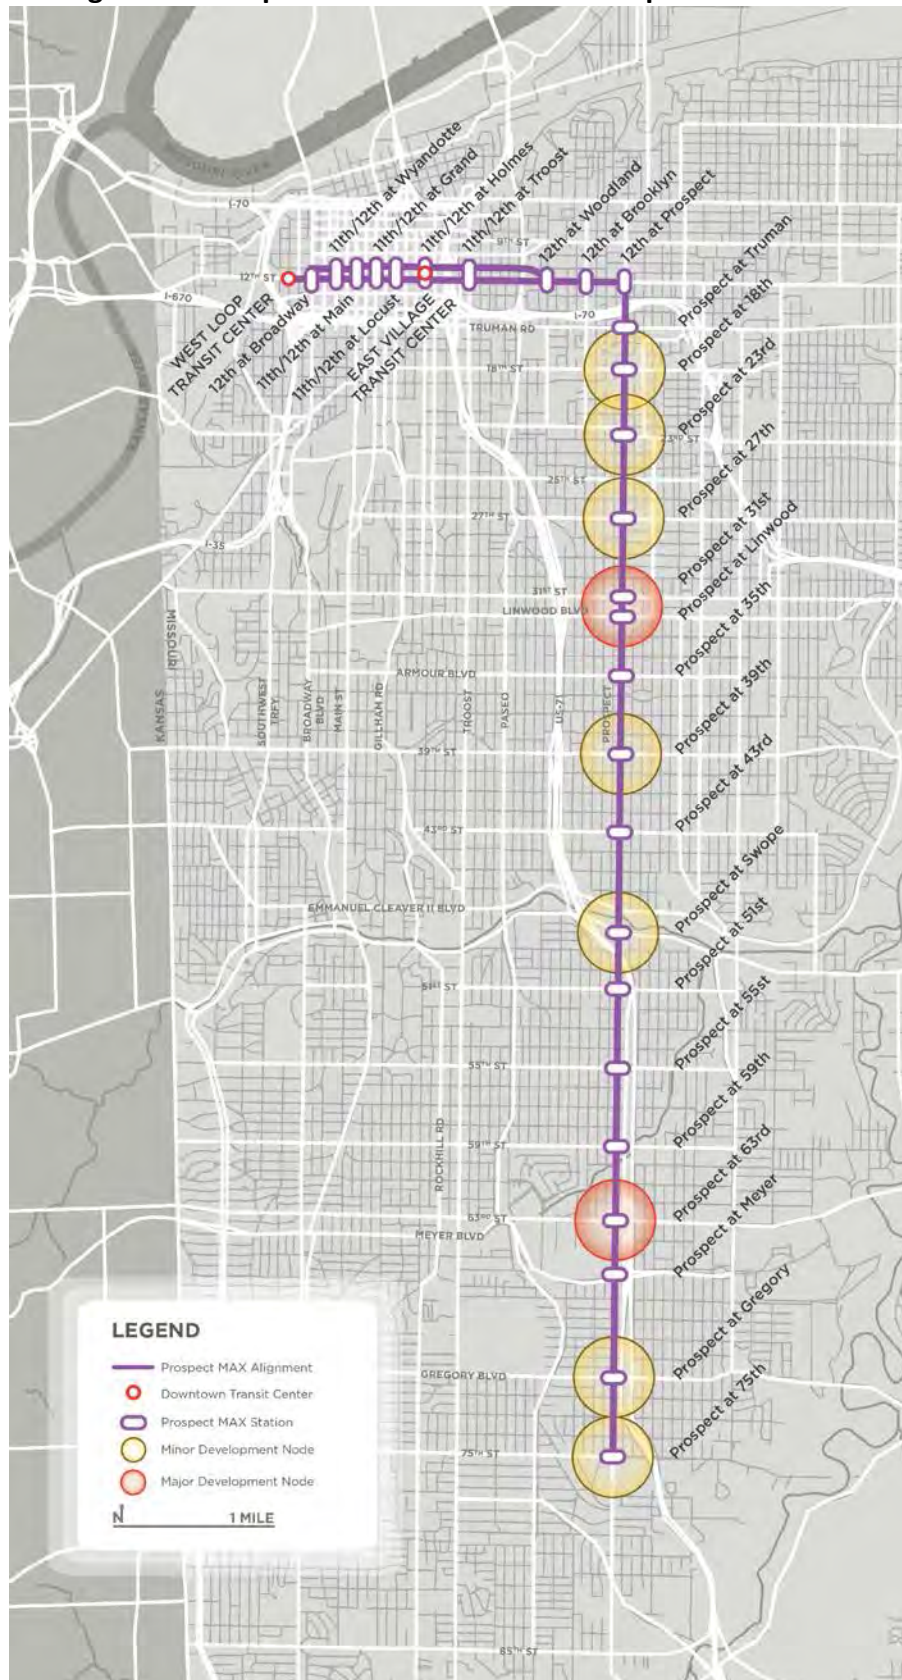 MISSOURI RIVER
I-70
11th/12th at Wyandotte
11th/12th at Grand
11th/12th at Holmes
11th/12th at Troost
9TH ST
12th at Woodland
12th at Brooklyn
12th at Prospect
12TH ST
I-670
WEST LOOP
TRANSIT CENTER
12th at Broadway
11th/12th at Main
11th/12th at Locust
EAST VILLAGE
TRANSIT CENTER
I-70
TRUMAN RD
Prospect at Truman
18TH ST
Prospect at 18th
KANSAS RIVER
23RD ST
Prospect at 23rd
25TH ST
27TH ST
Prospect at 27th
I-35
31ST ST
Prospect at 31st
LINWOOD BLVD
Prospect at Linwood
MISSOURI
KANSAS
ARMOUR BLVD
Prospect at 35th
SOUTHWEST
TRFY
BROADWAY
BLVD
MAIN ST
GILLHAM RD
TROOST
PASEO
US-71
PROSPECT
39TH ST
Prospect at 39th
43RD ST
Prospect at 43rd
EMMANUEL CLEAVER II BLVD
Prospect at Swope
51ST ST
Prospect at 51st
55TH ST
Prospect at 55st
ROCKHILL RD
59TH ST
Prospect at 59th
63RD ST
Prospect at 63rd
MEYER BLVD
Prospect at Meyer
GREGORY BLVD
Prospect at Gregory
75TH ST
Prospect at 75th
LEGEND
Prospect MAX Alignment
Downtown Transit Center
Prospect MAX Station
Minor Development Node
Major Development Node
N 1 MILE
85TH ST